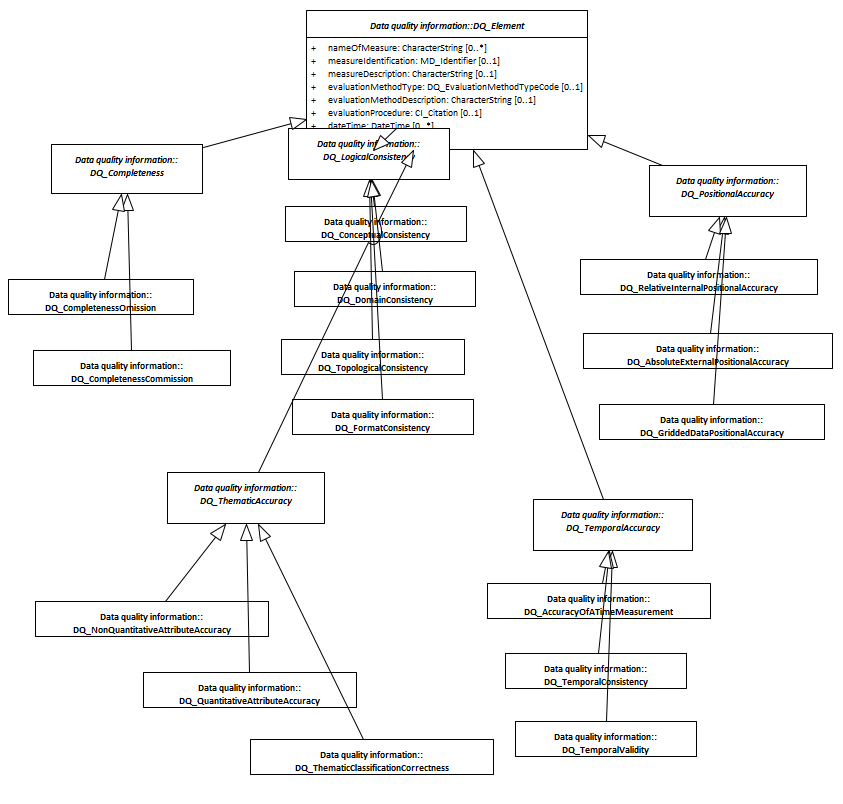 Data quality information::DQ_Element
+ nameOfMeasure: CharacterString [0..*]
+ measureIdentification: MD_Identifier [0..1]
+ measureDescription: CharacterString [0..1]
+ evaluationMethodType: DQ_EvaluationMethodTypeCode [0..1]
+ evaluationMethodDescription: CharacterString [0..1]
+ evaluationProcedure: CI_Citation [0..1]
+ dateTime: DateTime [0..*]
Data quality information::
DQ_LogicalConsistency
Data quality information::
DQ_Completeness
Data quality information::
DQ_PositionalAccuracy
Data quality information::
DQ_ConceptualConsistency
Data quality information::
DQ_RelativeInternalPositionalAccuracy
Data quality information::
DQ_DomainConsistency
Data quality information::
DQ_CompletenessOmission
Data quality information::
DQ_AbsoluteExternalPositionalAccuracy
Data quality information::
DQ_TopologicalConsistency
Data quality information::
DQ_CompletenessCommission
Data quality information::
DQ_FormatConsistency
Data quality information::
DQ_GriddedDataPositionalAccuracy
Data quality information::
DQ_ThematicAccuracy
Data quality information::
DQ_TemporalAccuracy
Data quality information::
DQ_AccuracyOfATimeMeasurement
Data quality information::
DQ_NonQuantitativeAttributeAccuracy
Data quality information::
DQ_TemporalConsistency
Data quality information::
DQ_QuantitativeAttributeAccuracy
Data quality information::
DQ_TemporalValidity
Data quality information::
DQ_ThematicClassificationCorrectness